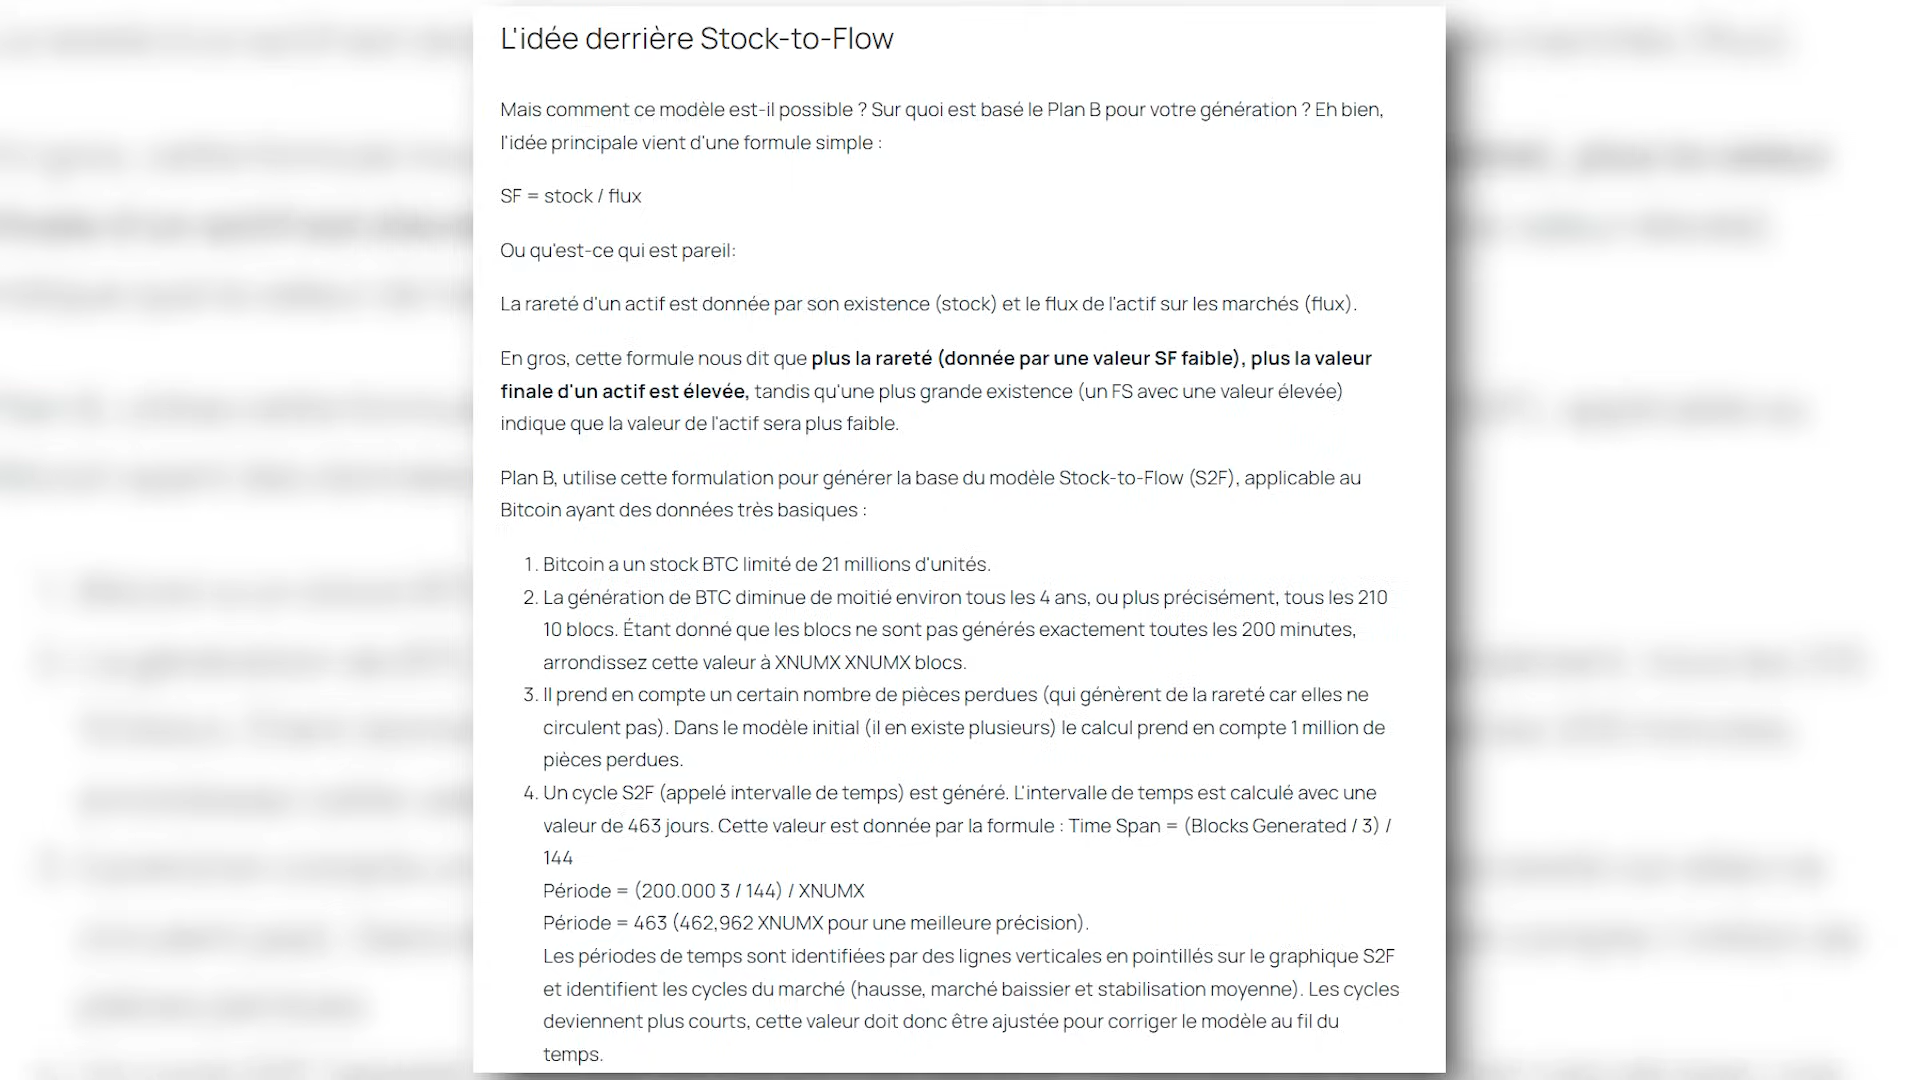 L'idée derrière Stock-to-Flow
Mais comment ce modèle est-il possible ? Sur quoi est basé le Plan B pour votre génération ? Eh bien,
l'idée principale vient d'une formule simple :
SF = stock / flux
Ou qu'est-ce qui est pareil:
La rareté d'un actif est donnée par son existence (stock) et le flux de l'actif sur les marchés (flux).
En gros, cette formule nous dit que plus la rareté (donnée par une valeur SF faible), plus la valeur
finale d'un actif est élevée, tandis qu'une plus grande existence (un FS avec une valeur élevée)
indique que la valeur de l'actif sera plus faible.
Plan B, utilise cette formulation pour générer la base du modèle Stock-to-Flow (S2F), applicable au
Bitcoin ayant des données très basiques :
1. Bitcoin a un stock BTC limité de 21 millions d'unités.
2. La génération de BTC diminue de moitié environ tous les 4 ans, ou plus précisément, tous les 210
10 blocs. Étant donné que les blocs ne sont pas générés exactement toutes les 200 minutes,
arrondissez cette valeur à XNUMX XNUMX blocs.
3. Il prend en compte un certain nombre de pièces perdues (qui génèrent de la rareté car elles ne
circulent pas). Dans le modèle initial (il en existe plusieurs) le calcul prend en compte 1 million de
pièces perdues.
4. Un cycle S2F (appelé intervalle de temps) est généré. L'intervalle de temps est calculé avec une
valeur de 463 jours. Cette valeur est donnée par la formule : Time Span = (Blocks Generated / 3) /
144
Période = (200.000 3 / 144) / XNUMX
Période = 463 (462,962 XNUMX pour une meilleure précision).
Les périodes de temps sont identifiées par des lignes verticales en pointillés sur le graphique S2F
et identifient les cycles du marché (hausse, marché baissier et stabilisation moyenne). Les cycles
deviennent plus courts, cette valeur doit donc être ajustée pour corriger le modèle au fil du
temps.